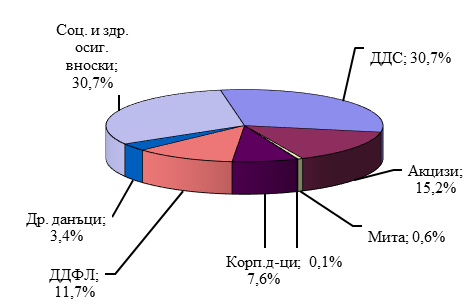 Соц. и здр.
осиг.
вноски;
30,7%
ДДС; 30,7%
Акцизи;
15,2%
Мита; 0,6%
Корп.д-ци; 0,1%
7,6%
ДДФЛ;
11,7%
Др. данъци;
3,4%